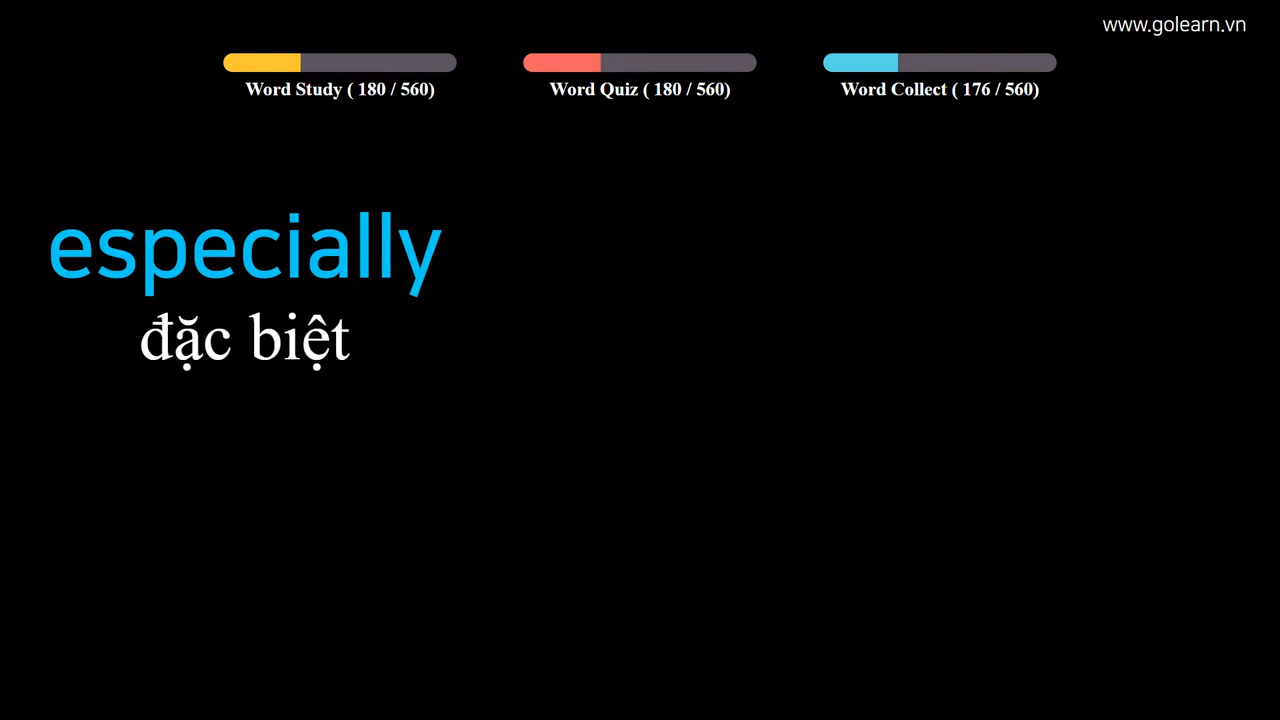 www.golearn.vn
Word Study ( 180 / 560)
Word Quiz ( 180 / 560)
Word Collect ( 176 / 560)
especially
đặc biệt